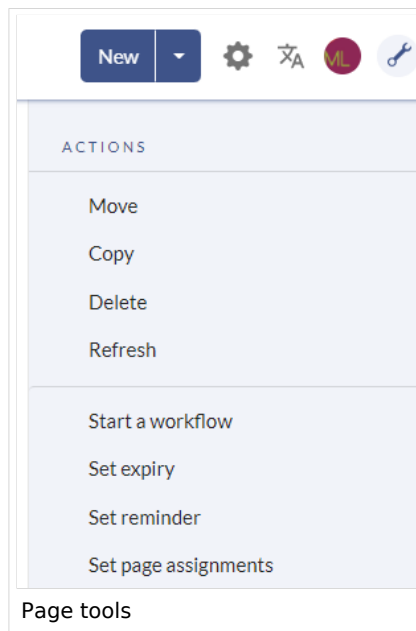 New
ML
ACTIONS
Move
Copy
Delete
Refresh
Start a workflow
Set expiry
Set reminder
Set page assignments
Page tools